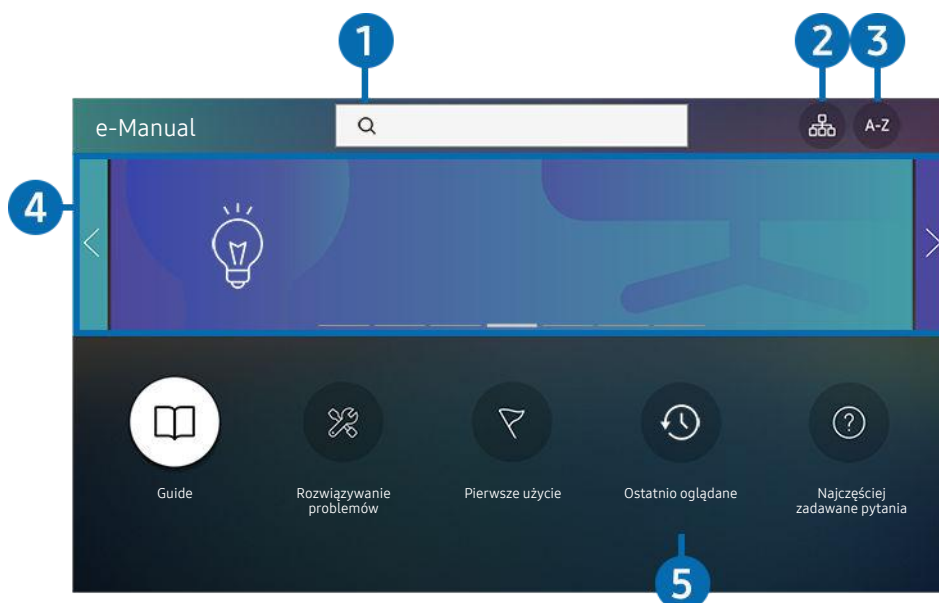 1
2
3
e-Manual
A-Z
4
Guide
Rozwiązywanie
problemów
Pierwsze użycie
Ostatnio oglądane
Najczęściej
zadawane pytania
5